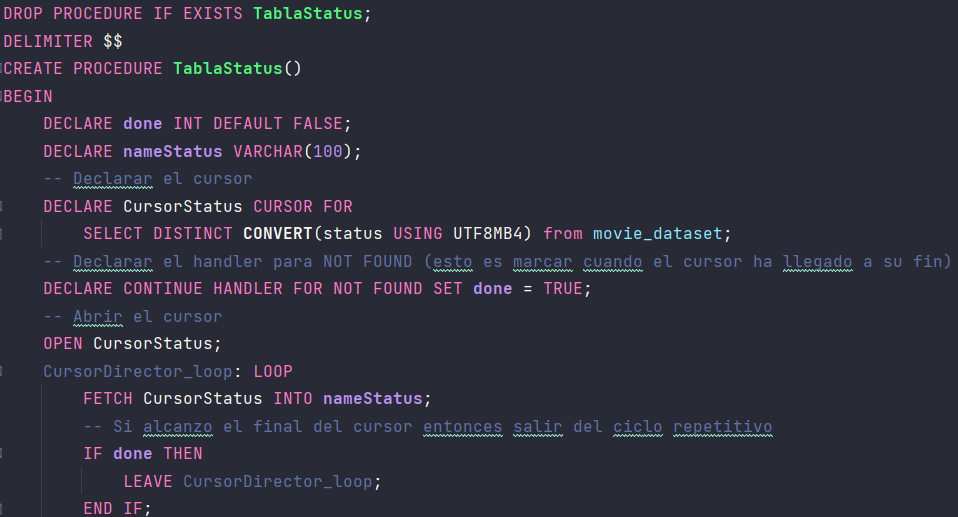 DROP PROCEDURE IF EXISTS TablaStatus;
DELIMITER $$
CREATE PROCEDURE TablaStatus()
BEGIN
    DECLARE done INT DEFAULT FALSE;
    DECLARE nameStatus VARCHAR(100);
    -- Declarar el cursor
    DECLARE CursorStatus CURSOR FOR
        SELECT DISTINCT CONVERT(status USING UTF8MB4) from movie_dataset;
    -- Declarar el handler para NOT FOUND (esto es marcar cuando el cursor ha llegado a su fin)
    DECLARE CONTINUE HANDLER FOR NOT FOUND SET done = TRUE;
    -- Abrir el cursor
    OPEN CursorStatus;
    CursorDirector_loop: LOOP
        FETCH CursorStatus INTO nameStatus;
        -- Si alcanzo el final del cursor entonces salir del ciclo repetitivo
        IF done THEN
            LEAVE CursorDirector_loop;
        END IF;